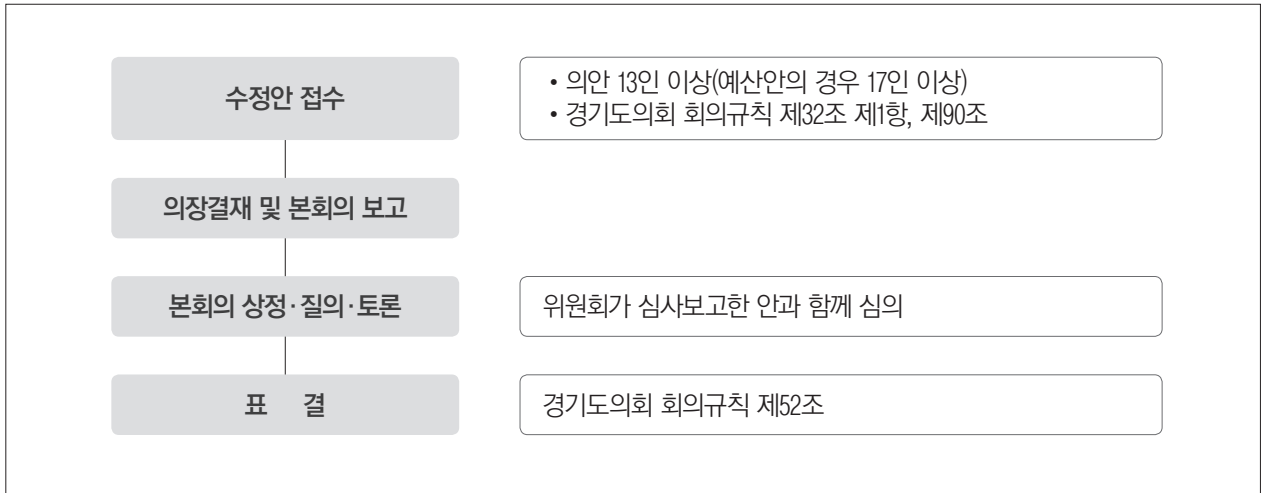 수정안 접수
• 의안 13인 이상(예산안의 경우 17인 이상)
• 경기도의회 회의규칙 제32조 제1항, 제90조
의장결재 및 본회의 보고
본회의 상정·질의·토론
위원회가 심사보고한 안과 함께 심의
표 결
경기도의회 회의규칙 제52조